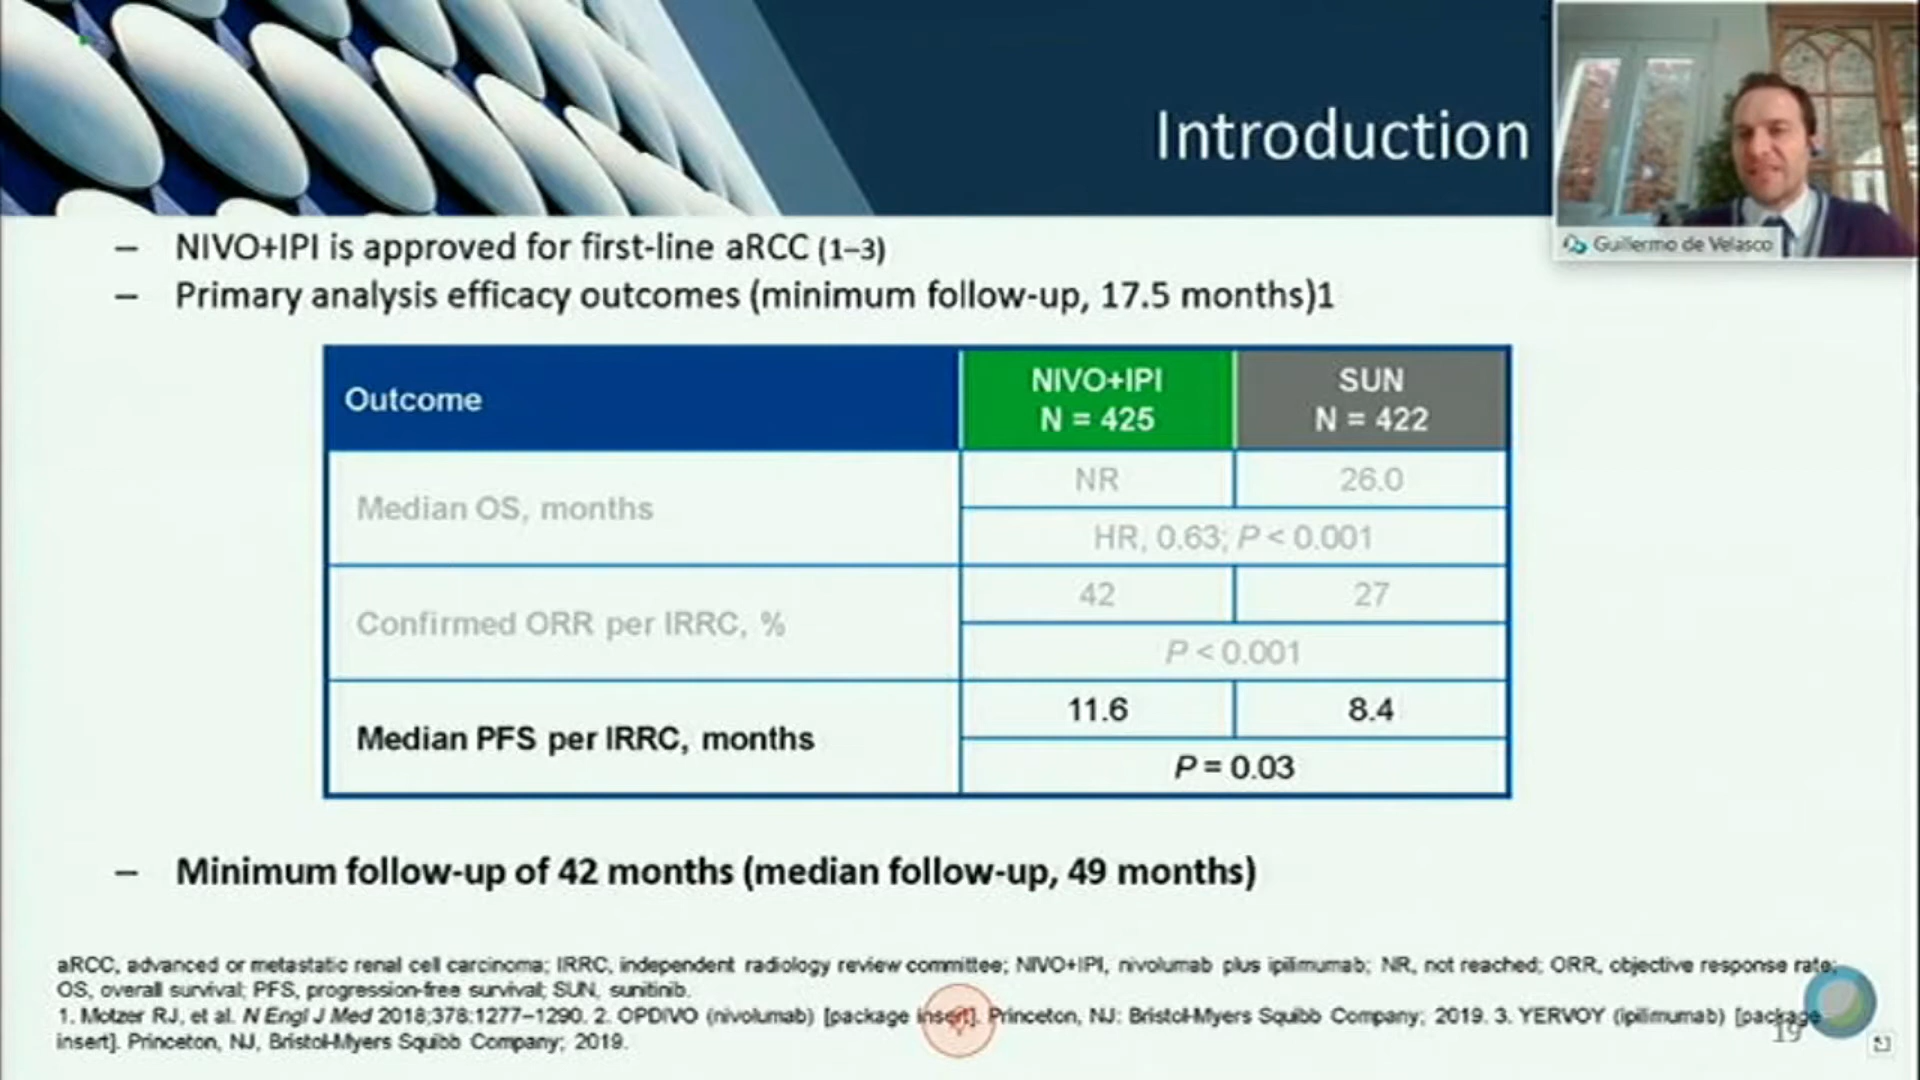 Introduction
Guillermo de Velasco
– NIVO+IPI is approved for first-line aRCC (1–3)
– Primary analysis efficacy outcomes (minimum follow-up, 17.5 months)1
Outcome
NIVO+IPI
N = 425
SUN
N = 422
Median OS, months
NR
26.0
HR, 0.63; P < 0.001
Confirmed ORR per IRRC, %
42
27
P < 0.001
Median PFS per IRRC, months
11.6
8.4
P = 0.03
– Minimum follow-up of 42 months (median follow-up, 49 months)
aRCC, advanced or metastatic renal cell carcinoma; IRRC, independent radiology review committee; NIVO+IPI, nivolumab plus ipilimumab; NR, not reached; ORR, objective response rate;
OS, overall survival; PFS, progression-free survival; SUN, sunitinib.
1. Motzer RJ, et al. N Engl J Med 2018;378:1277–1290. 2. OPDIVO (nivolumab) [package insert]. Princeton, NJ: Bristol-Myers Squibb Company; 2019. 3. YERVOY (ipilimumab) [package
insert]. Princeton, NJ, Bristol-Myers Squibb Company; 2019.
19